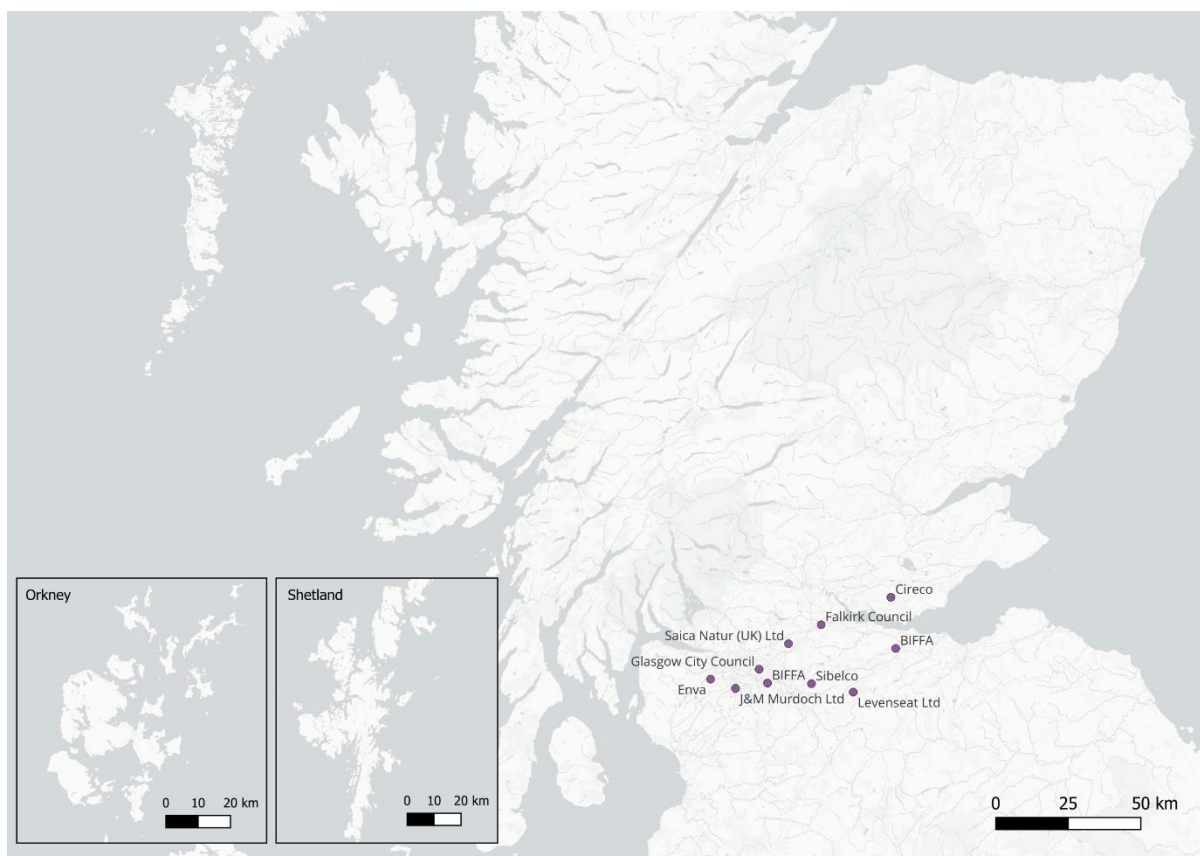 Cireco
Falkirk Council
Saica Natur (UK) Ltd
BIFFA
Glasgow City Council
BIFFA
Sibelco
Enva
J&M Murdoch Ltd
Levenseat Ltd
Orkney
0 10 20 km
Shetland
0 10 20 km
0 25 50 km